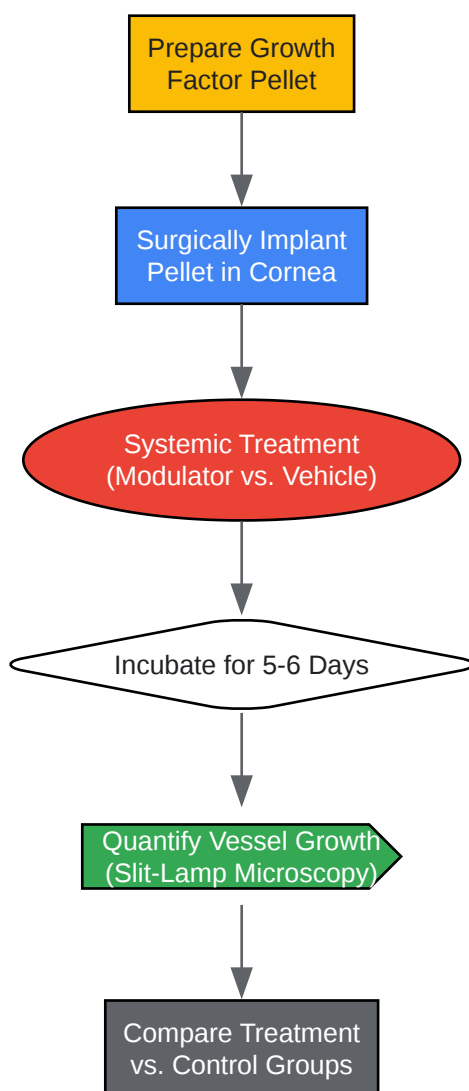 Prepare Growth
Factor Pellet
Surgically Implant
Pellet in Cornea
Systemic Treatment
(Modulator vs. Vehicle)
Incubate for 5-6 Days
Quantify Vessel Growth
(Slit-Lamp Microscopy)
Compare Treatment
vs. Control Groups